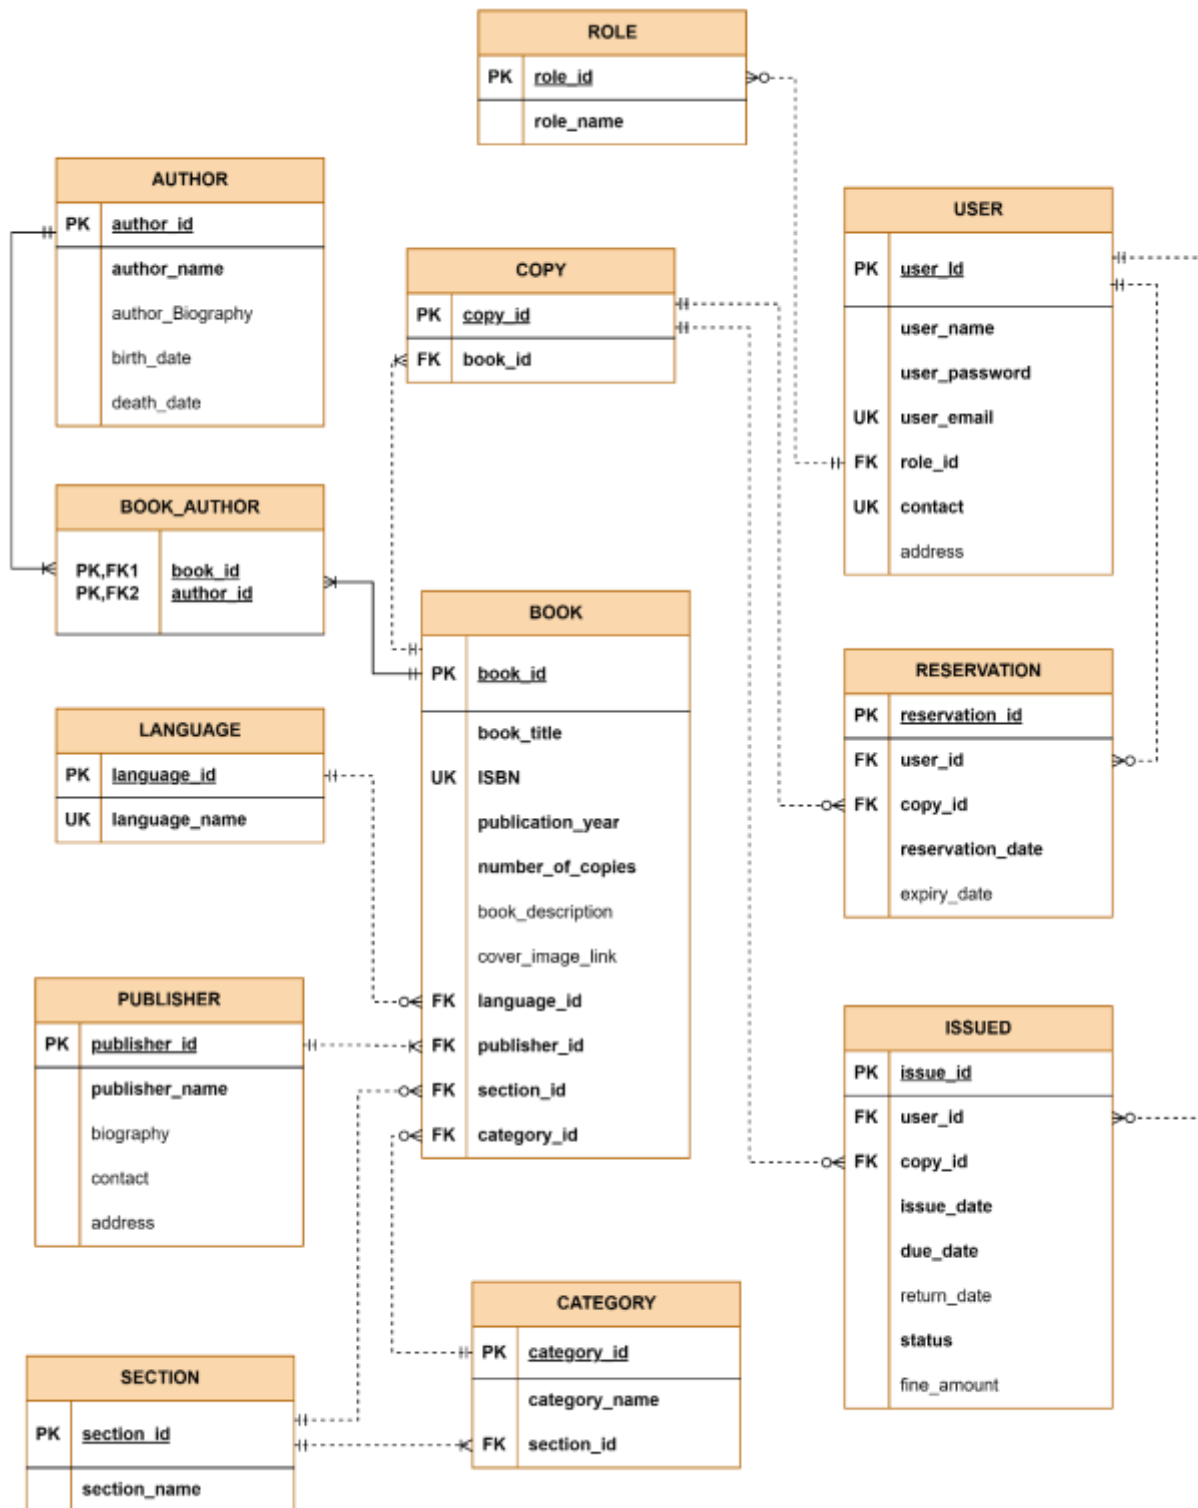 ROLE
PK role_id
role_name
AUTHOR
PK author_id
author_name
author_Biography
birth_date
death_date
COPY
PK copy_id
FK book_id
USER
PK user_Id
user_name
user_password
UK user_email
FK role_id
UK contact
address
BOOK_AUTHOR
PK,FK1 book_id
PK,FK2 author_id
BOOK
PK book_id
book_title
UK ISBN
publication_year
number_of_copies
book_description
cover_image_link
FK language_id
FK publisher_id
FK section_id
FK category_id
RESERVATION
PK reservation_id
FK user_id
FK copy_id
reservation_date
expiry_date
LANGUAGE
PK language_id
UK language_name
PUBLISHER
PK publisher_id
publisher_name
biography
contact
address
ISSUED
PK issue_id
FK user_id
FK copy_id
issue_date
due_date
return_date
status
fine_amount
CATEGORY
PK category_id
category_name
FK section_id
SECTION
PK section_id
section_name